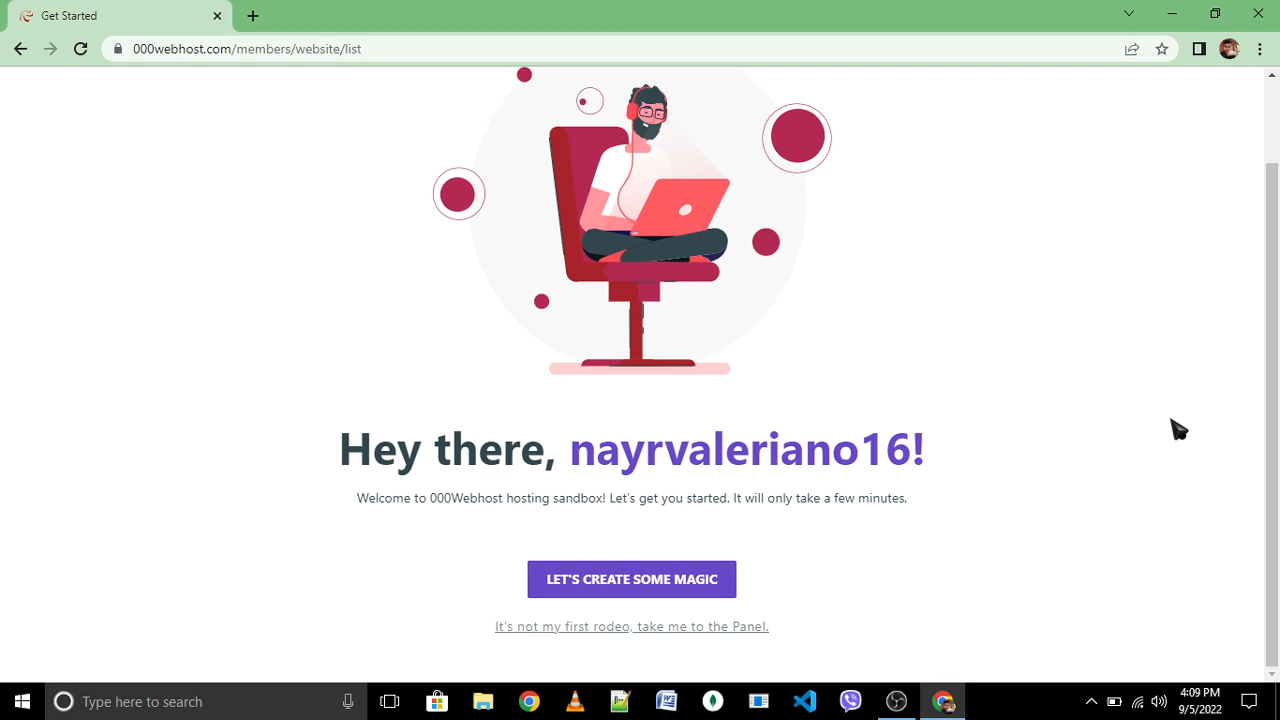 Get Started
000webhost.com/members/website/list
Hey there, nayrvaleriano16!
Welcome to 000Webhost hosting sandbox! Let's get you started. It will only take a few minutes.
LET'S CREATE SOME MAGIC
It's not my first rodeo, take me to the Panel.
Type here to search
4:09 PM
9/5/2022